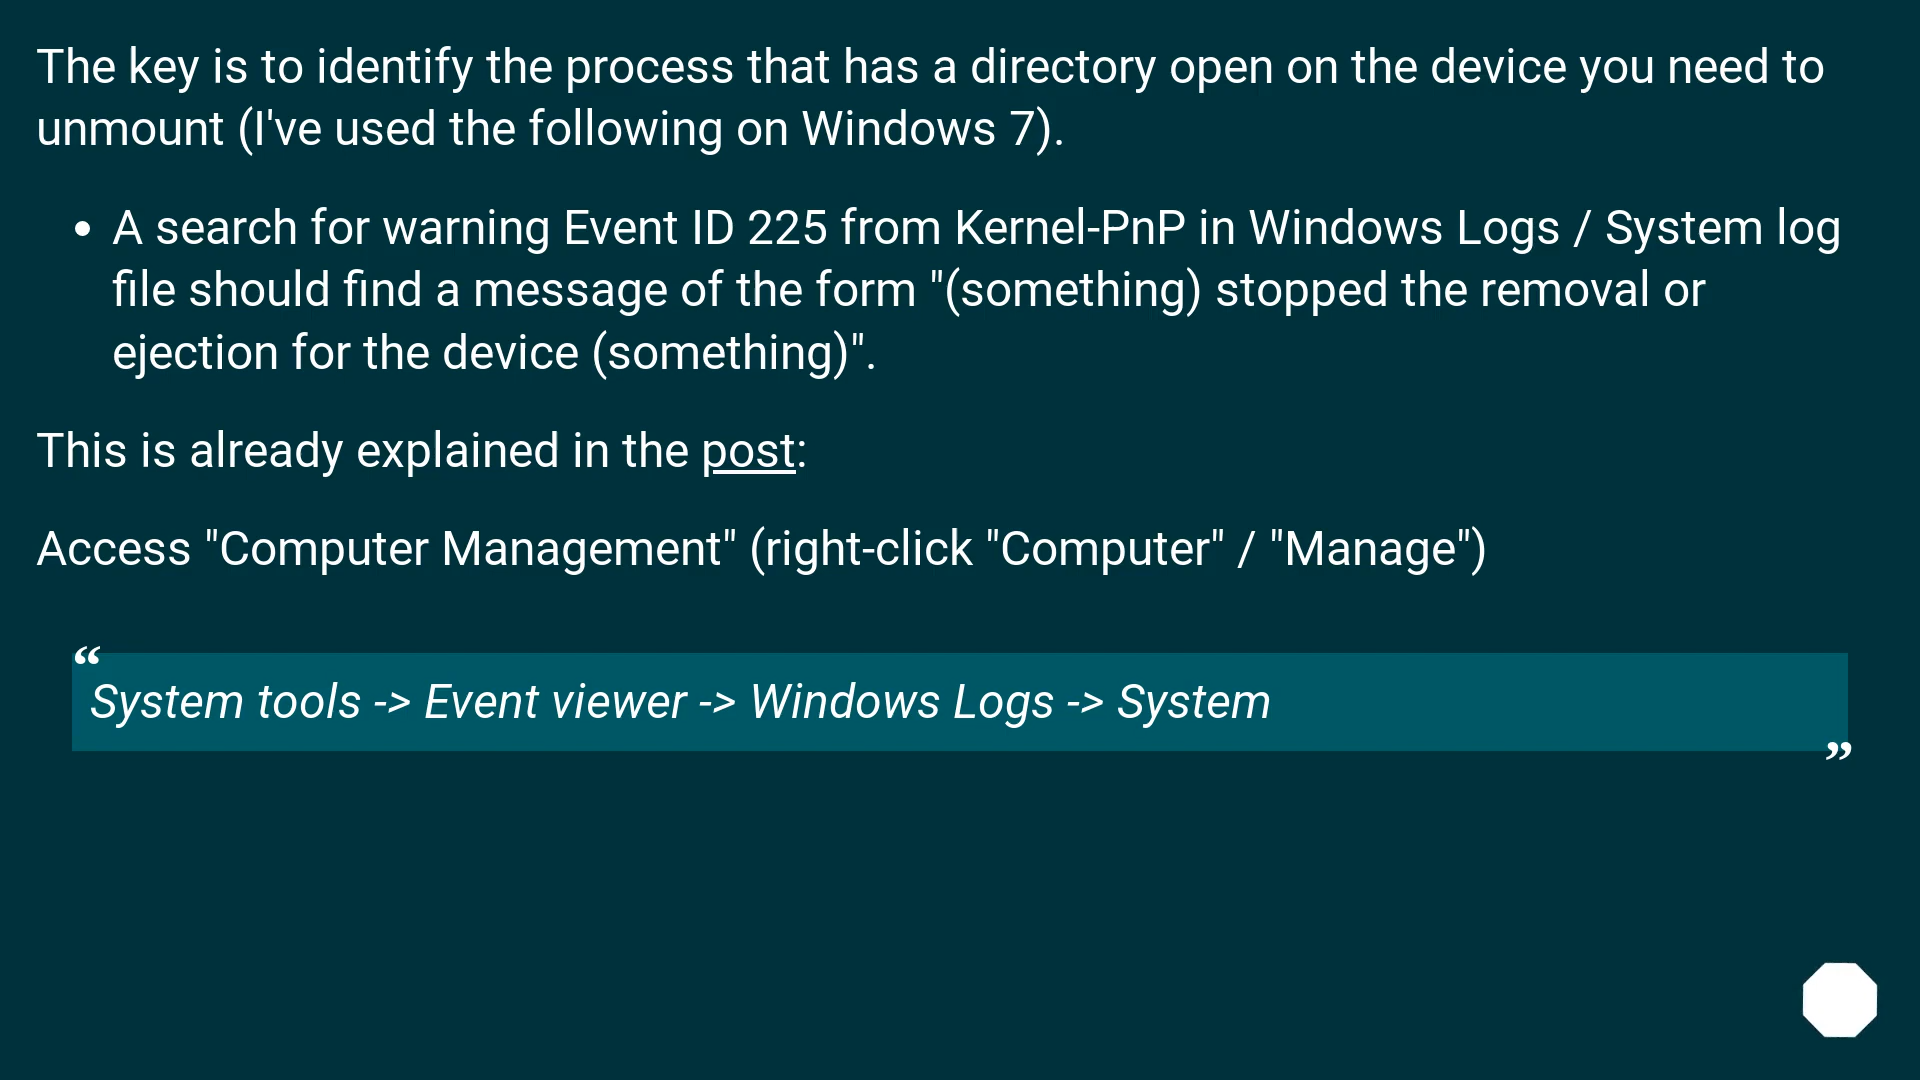 The key is to identify the process that has a directory open on the device you need to
unmount (I've used the following on Windows 7).
• A search for warning Event ID 225 from Kernel-PnP in Windows Logs / System log
file should find a message of the form "(something) stopped the removal or
ejection for the device (something)".
This is already explained in the post:
Access "Computer Management" (right-click "Computer" / "Manage")
“
System tools -> Event viewer -> Windows Logs -> System
”